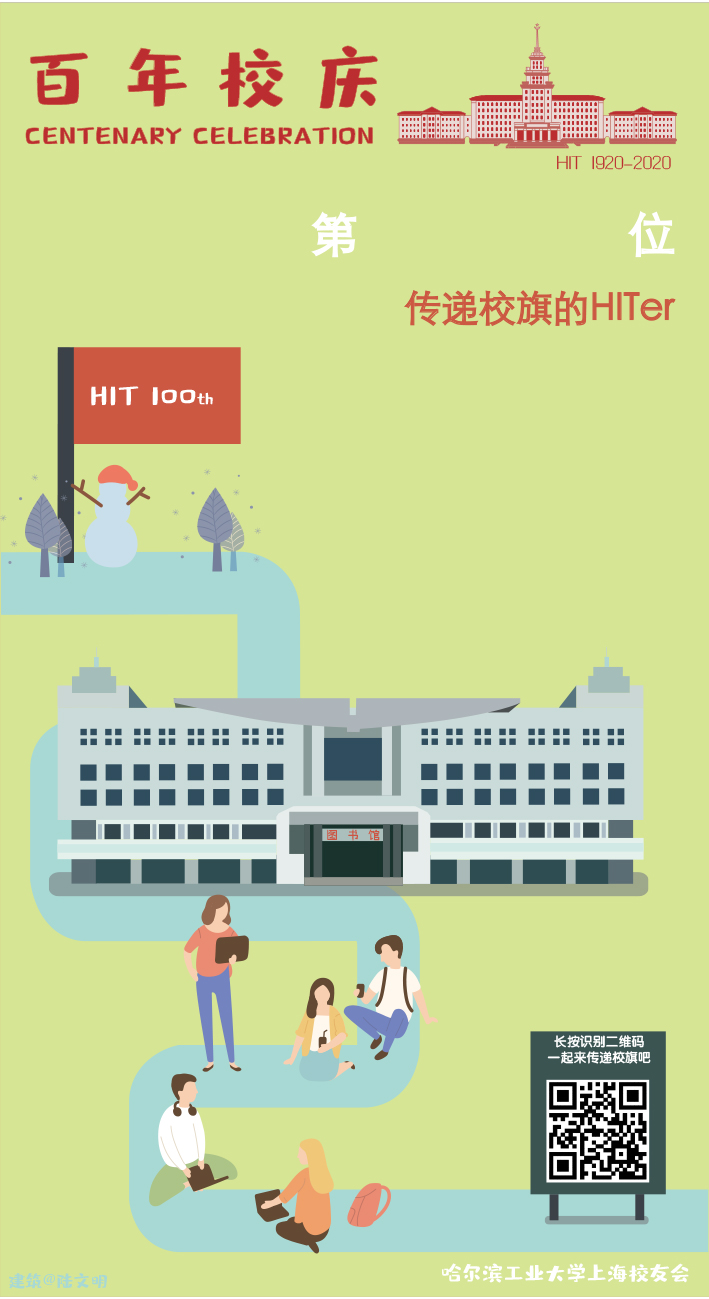 百年校庆
CENTENARY CELEBRATION
HIT 1920-2020
第 位
传递校旗的HITer
HIT 100th
图书馆
长按识别二维码
一起来传递校旗吧
建筑@陆文明
哈尔滨工业大学上海校友会